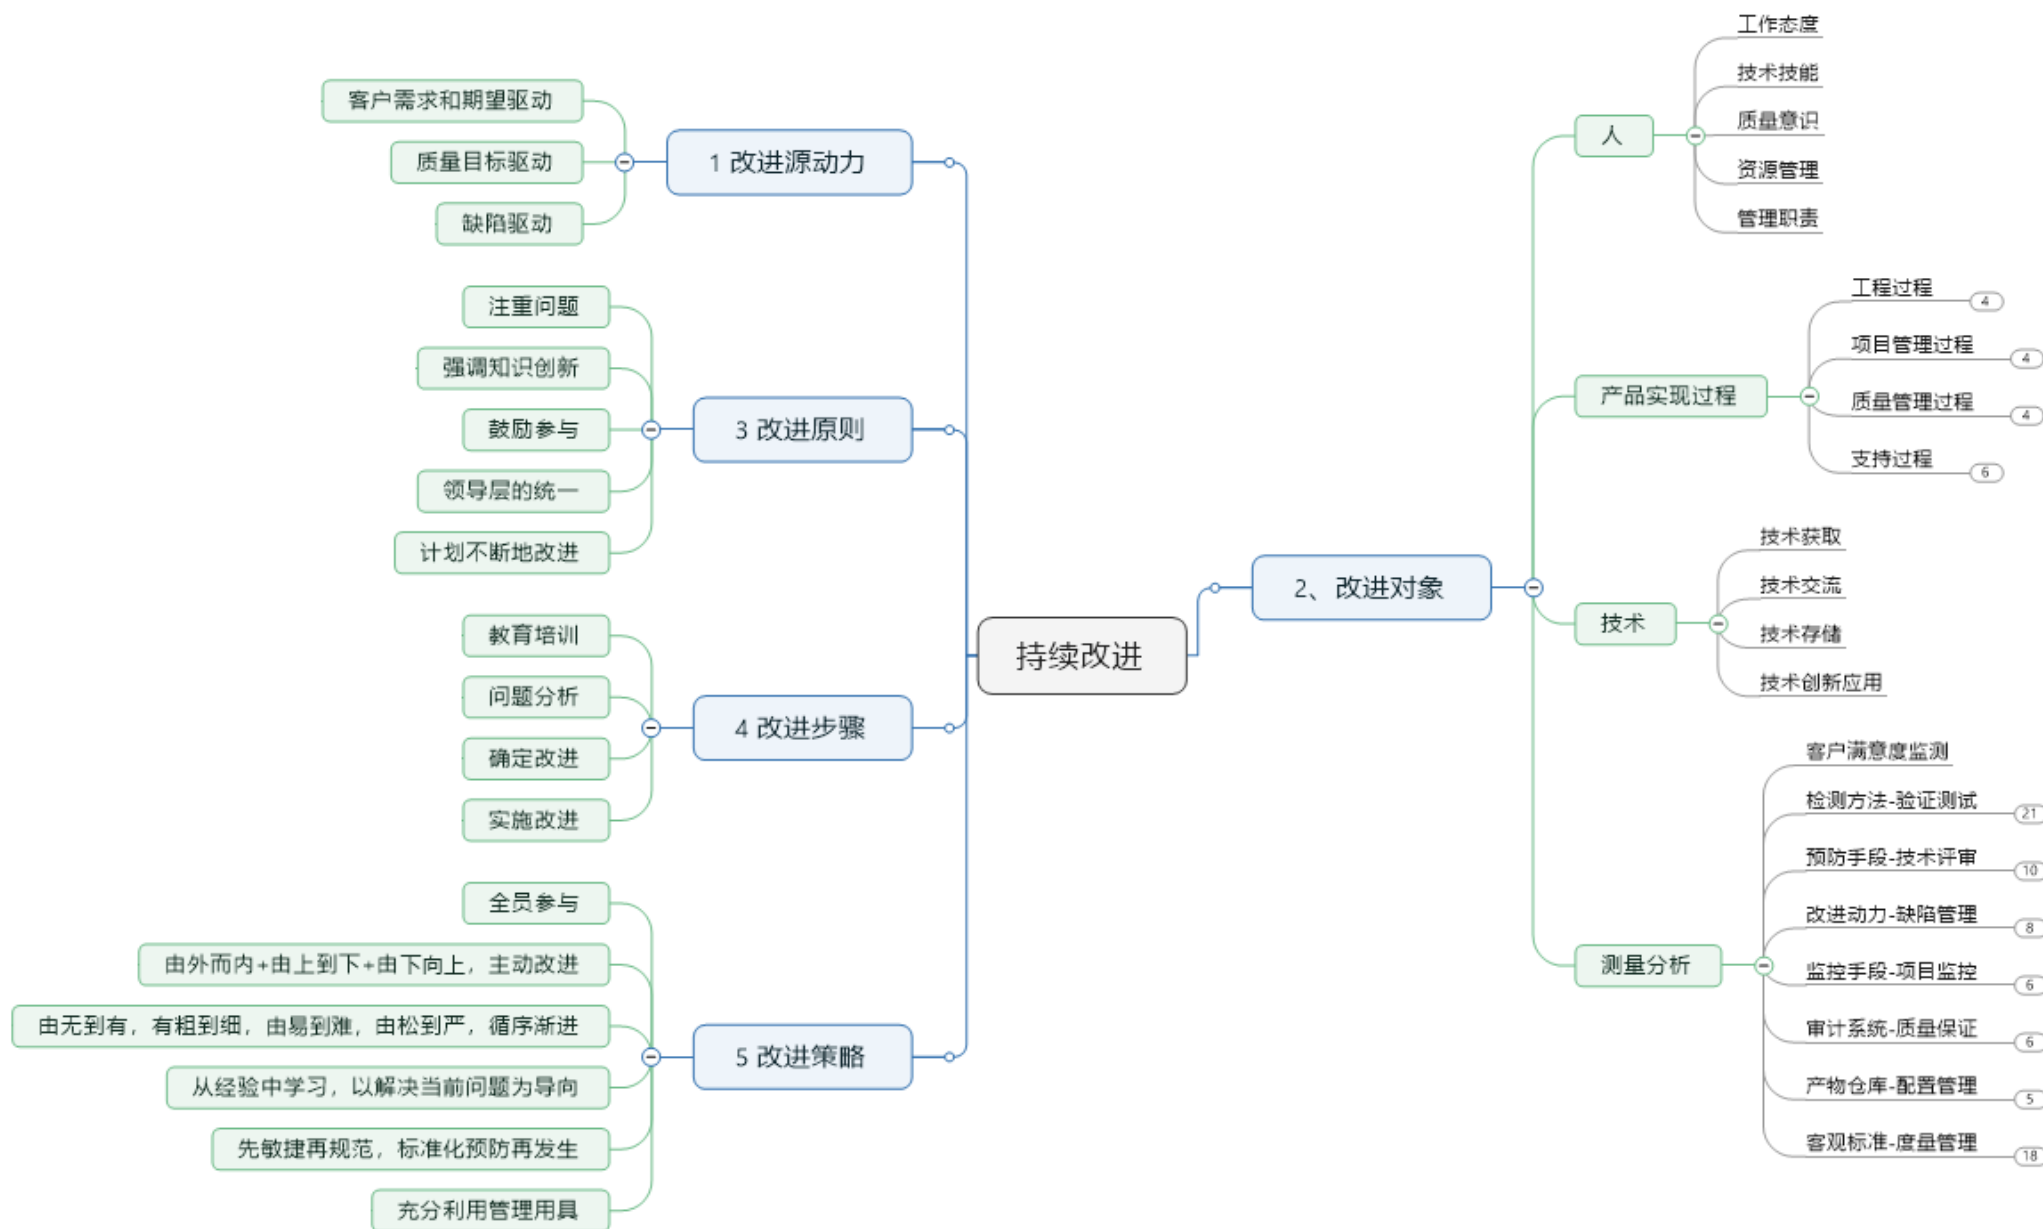 持续改进
1 改进源动力
客户需求和期望驱动
质量目标驱动
缺陷驱动
2、改进对象
人
工作态度
技术技能
质量意识
资源管理
管理职责
产品实现过程
工程过程
4
项目管理过程
4
质量管理过程
4
支持过程
6
技术
技术获取
技术交流
技术存储
技术创新应用
测量分析
客户满意度监测
检测方法-验证测试
21
预防手段-技术评审
10
改进动力-缺陷管理
8
监控手段-项目监控
6
审计系统-质量保证
6
产物仓库-配置管理
5
客观标准-度量管理
18
3 改进原则
注重问题
强调知识创新
鼓励参与
领导层的统一
计划不断地改进
4 改进步骤
教育培训
问题分析
确定改进
实施改进
5 改进策略
全员参与
由外而内+由上到下+由下向上，主动改进
由无到有，有粗到细，由易到难，由松到严，循序渐进
从经验中学习，以解决当前问题为导向
先敏捷再规范，标准化预防再发生
充分利用管理用具